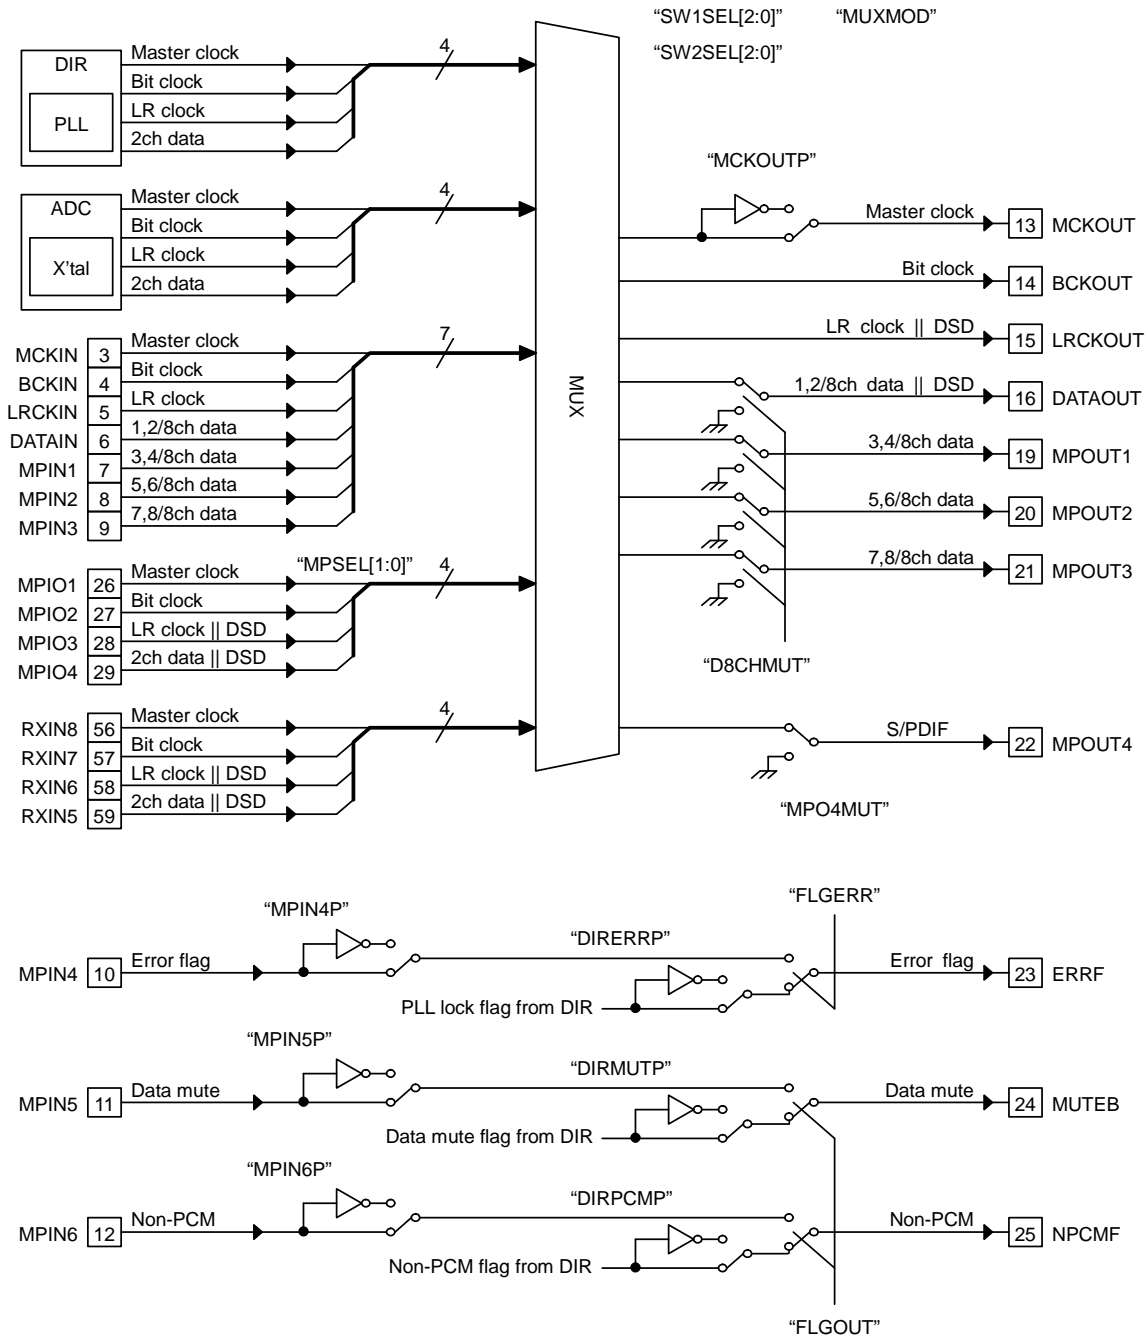 “SW1SEL[2:0]” “MUXMOD”
“SW2SEL[2:0]”
DIR
PLL
Master clock
Bit clock
LR clock
2ch data
4
ADC
X’tal
Master clock
Bit clock
LR clock
2ch data
4
MCKIN 3 Master clock
BCKIN 4 Bit clock
LRCKIN 5 LR clock
DATAIN 6 1,2/8ch data
MPIN1 7 3,4/8ch data
MPIN2 8 5,6/8ch data
MPIN3 9 7,8/8ch data
7
“MPSEL[1:0]”
MPIO1 26 Master clock
MPIO2 27 Bit clock
MPIO3 28 LR clock || DSD
MPIO4 29 2ch data || DSD
4
RXIN8 56 Master clock
RXIN7 57 Bit clock
RXIN6 58 LR clock || DSD
RXIN5 59 2ch data || DSD
4
MUX
“MCKOUTP”
Master clock 13 MCKOUT
Bit clock 14 BCKOUT
LR clock || DSD 15 LRCKOUT
1,2/8ch data || DSD 16 DATAOUT
3,4/8ch data 19 MPOUT1
5,6/8ch data 20 MPOUT2
7,8/8ch data 21 MPOUT3
“D8CHMUT”
S/PDIF 22 MPOUT4
“MPO4MUT”
“FLGERR”
“MPIN4P”
“DIRERRP”
MPIN4 10 Error flag
Error flag 23 ERRF
PLL lock flag from DIR
“MPIN5P”
“DIRMUTP”
MPIN5 11 Data mute
Data mute 24 MUTEB
Data mute flag from DIR
“MPIN6P”
“DIRPCMP”
MPIN6 12 Non-PCM
Non-PCM 25 NPCMF
Non-PCM flag from DIR
“FLGOUT”